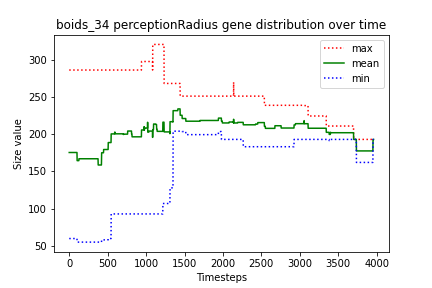 boids_34 perceptionRadius gene distribution over time
max
mean
min
Size value
300
250
200
150
100
50
0
500
1000
1500
2000
2500
3000
3500
4000
Timesteps